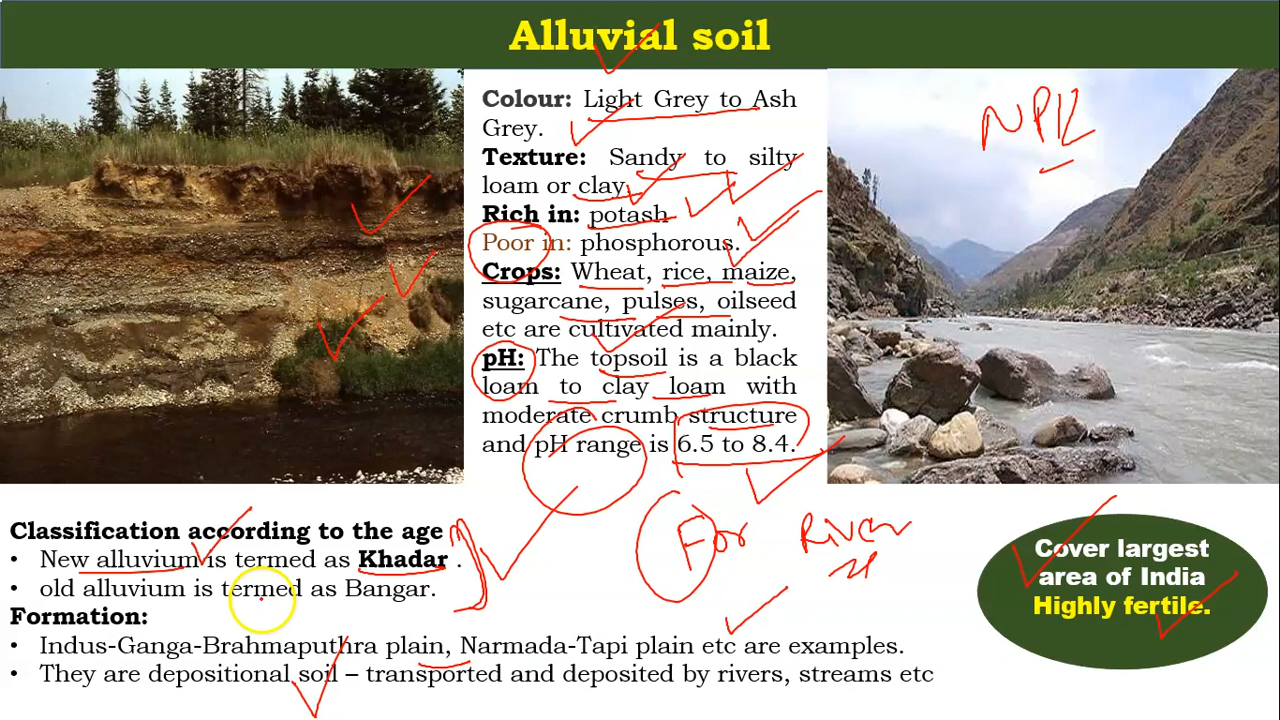 Alluvial soil
Colour: Light Grey to Ash
Grey.
Texture: Sandy to silty
loam or clay
Rich in: potash
Poor in: phosphorous.
Crops: Wheat, rice, maize,
sugarcane, pulses, oilseed
etc are cultivated mainly.
pH: The topsoil is a black
loam to clay loam with
moderate crumb structure
and pH range is 6.5 to 8.4.
NPK
Classification according to the age
• New alluvium is termed as Khadar .
• old alluvium is termed as Bangar.
Formation:
• Indus-Ganga-Brahmaputhra plain, Narmada-Tapi plain etc are examples.
• They are depositional soil – transported and deposited by rivers, streams etc
For River
Cover largest
area of India
Highly fertile.